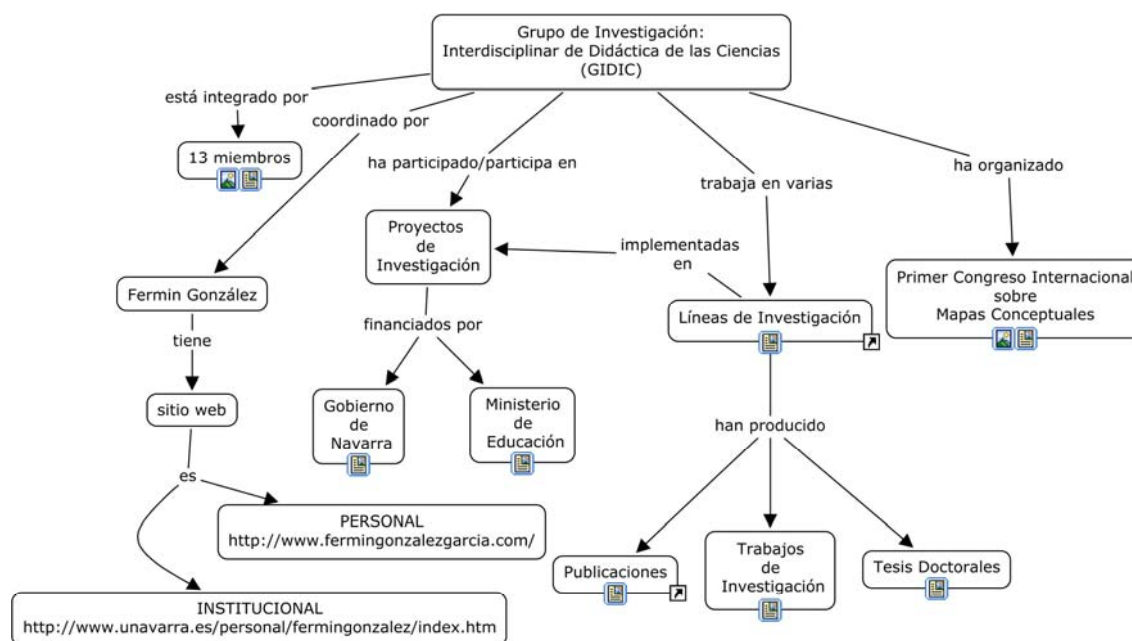 Grupo de Investigación:
Interdisciplinar de Didáctica de las Ciencias
(GIDIC)
está integrado por
13 miembros
coordinado por
Fermin González
tiene
sitio web
es
PERSONAL
http://www.fermingonzalezgarcia.com/
INSTITUCIONAL
http://www.unavarra.es/personal/fermingonzalez/index.htm
ha participado/participa en
Proyectos
de
Investigación
financiados por
Gobierno
de
Navarra
Ministerio
de
Educación
trabaja en varias
Líneas de Investigación
implementadas
en
han producido
Publicaciones
Trabajos
de
Investigación
Tesis Doctorales
ha organizado
Primer Congreso Internacional
sobre
Mapas Conceptuales